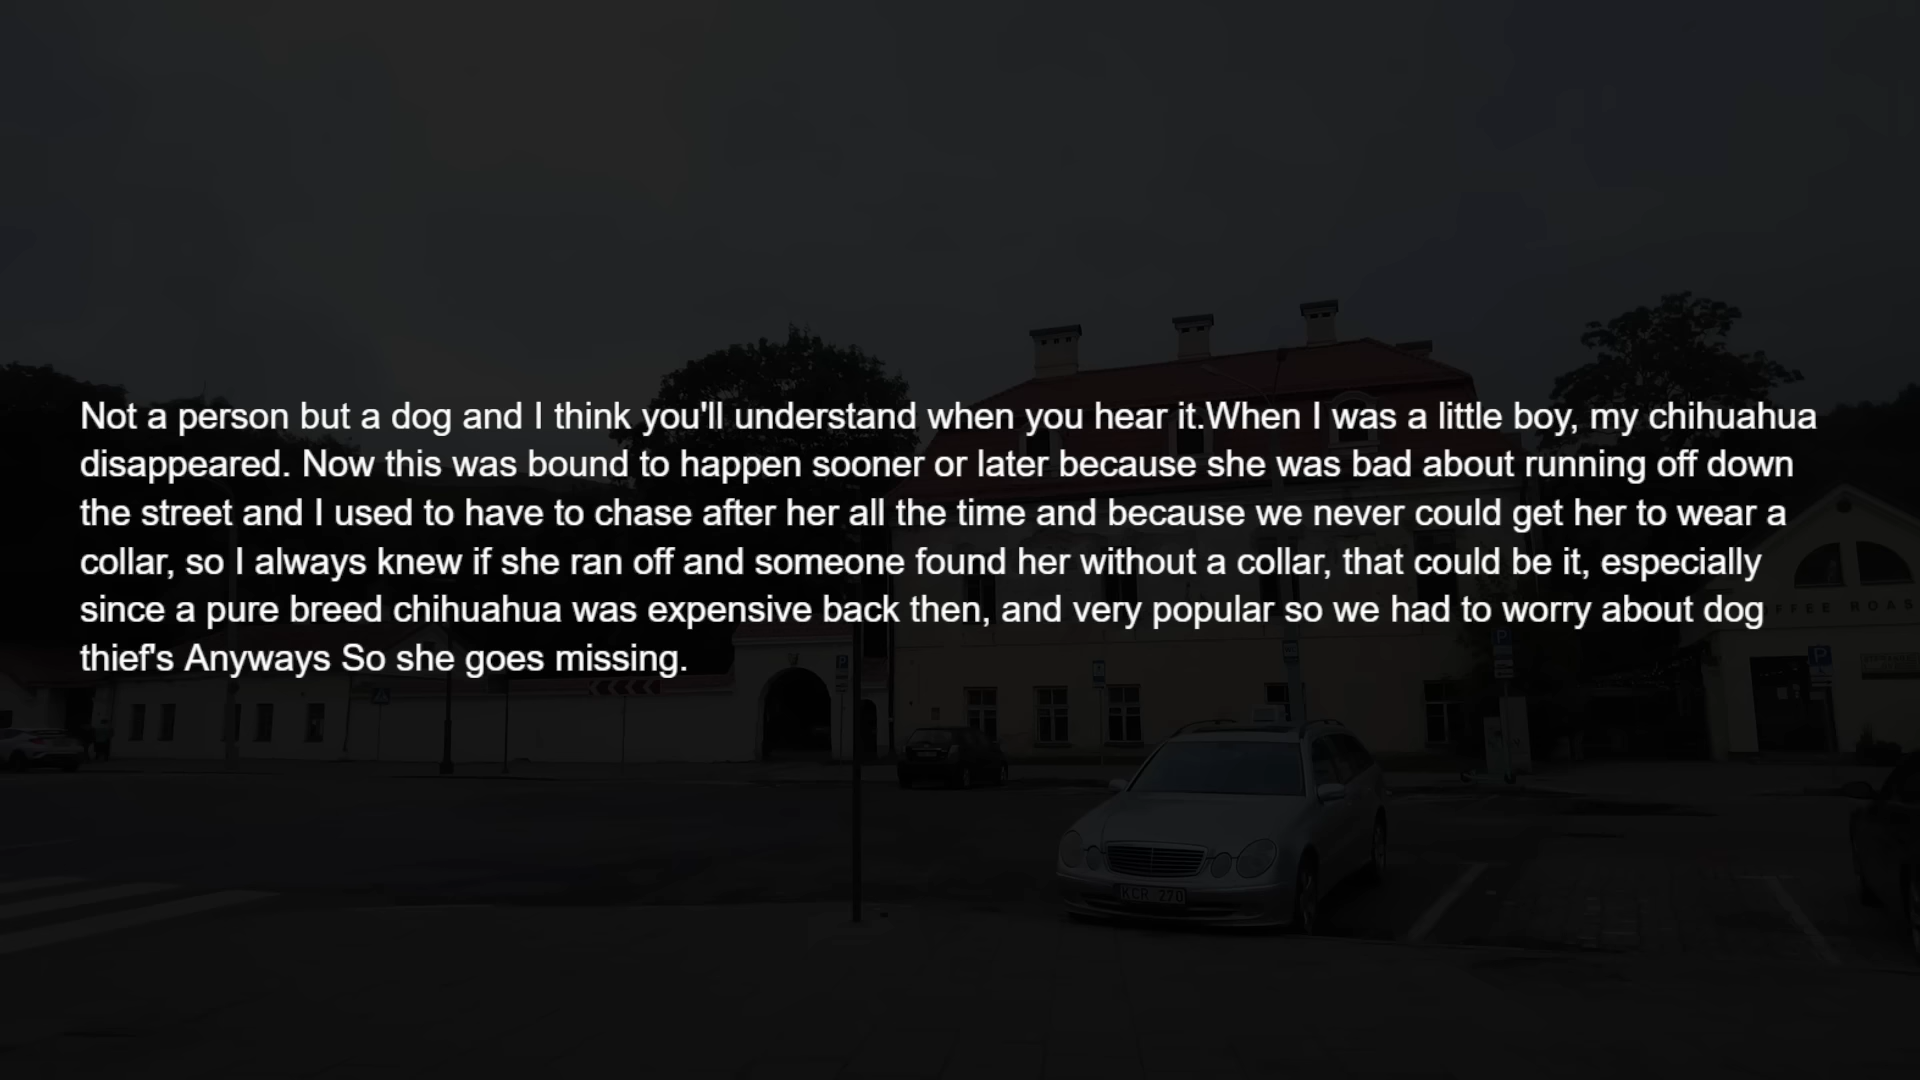 Not a person but a dog and I think you'll understand when you hear it.When I was a little boy, my chihuahua
disappeared. Now this was bound to happen sooner or later because she was bad about running off down
the street and I used to have to chase after her all the time and because we never could get her to wear a
collar, so I always knew if she ran off and someone found her without a collar, that could be it, especially
since a pure breed chihuahua was expensive back then, and very popular so we had to worry about dog
thief's Anyways So she goes missing.
OFFEE ROAS
P
P
P
KCR 270